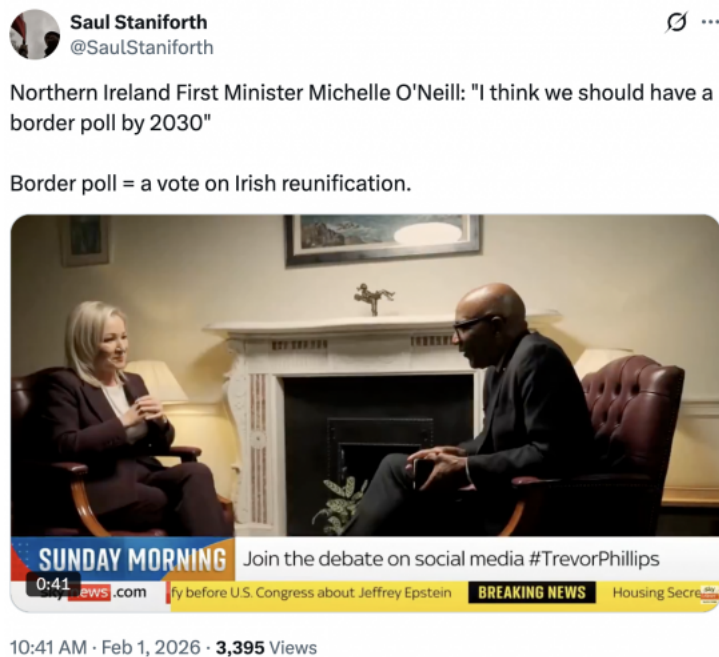 Saul Staniforth
@SaulStaniforth
Northern Ireland First Minister Michelle O'Neill: "I think we should have a
border poll by 2030"
Border poll = a vote on Irish reunification.
SUNDAY MORNING Join the debate on social media #TrevorPhillips
0:41
sky news.com fy before U.S. Congress about Jeffrey Epstein BREAKING NEWS Housing Secre
10:41 AM · Feb 1, 2026 · 3,395 Views